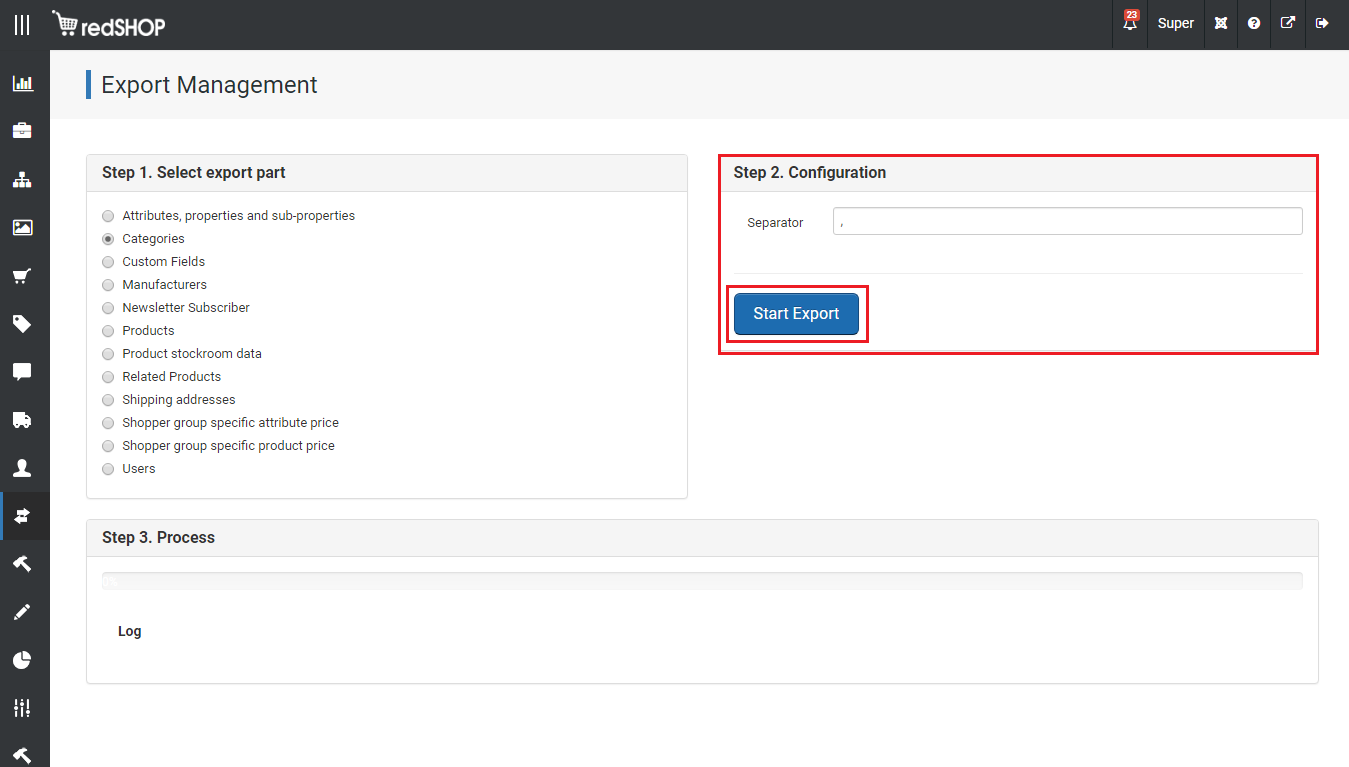 redSHOP
23
Super
Export Management
Step 1. Select export part
Attributes, properties and sub-properties
Categories
Custom Fields
Manufacturers
Newsletter Subscriber
Products
Product stockroom data
Related Products
Shipping addresses
Shopper group specific attribute price
Shopper group specific product price
Users
Step 2. Configuration
Separator
,
Start Export
Step 3. Process
0%
Log